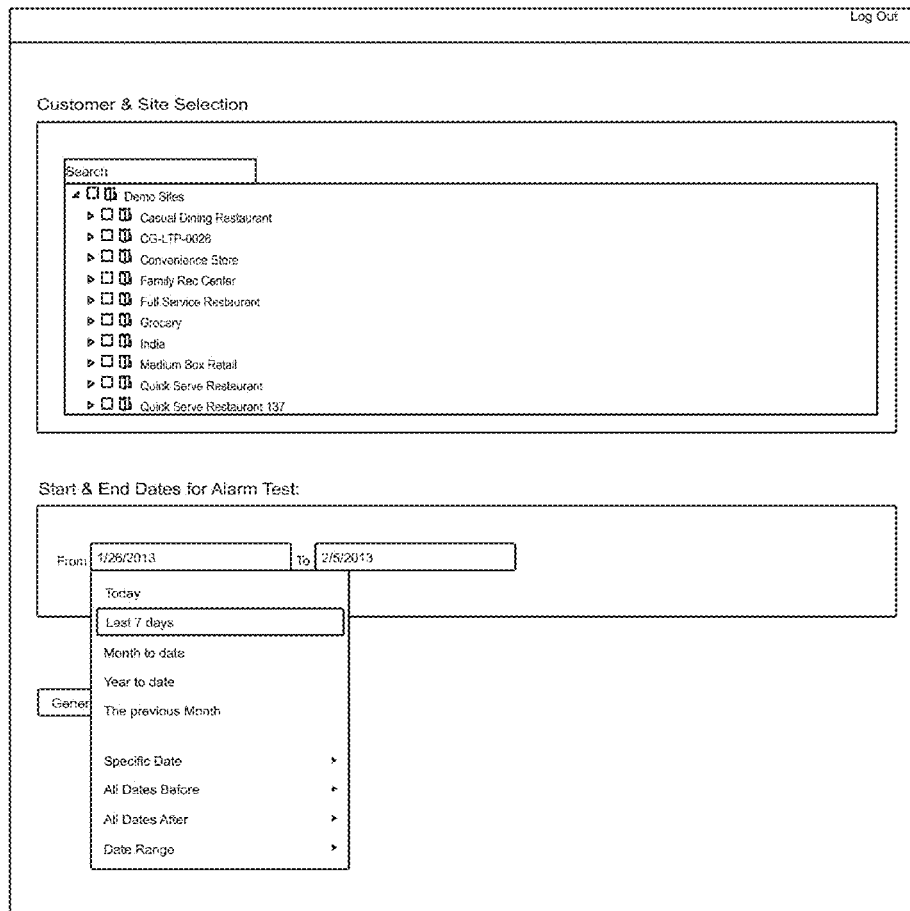 Log Out
Customer & Site Selection
Search
Demo Sites
Casual Dining Restaurant
CG-LTP-0026
Convenience Store
Family Rec Center
Full Service Restaurant
Grocery
India
Medium Box Retail
Quick Serve Restaurant
Quick Serve Restaurant 137
Start & End Dates for Alarm Test:
From 1/26/2013 To 2/5/2013
Today
Last 7 days
Month to date
Year to date
Gener
The previous Month
Specific Date
All Dates Before
All Dates After
Date Range